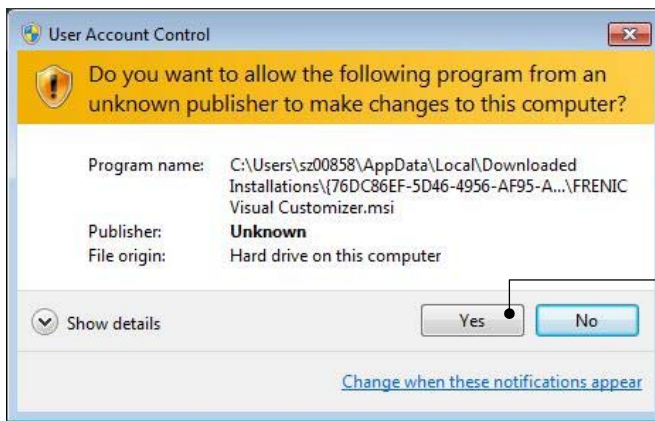 User Account Control
Do you want to allow the following program from an
unknown publisher to make changes to this computer?
Program name: C:\Users\sz00858\AppData\Local\Downloaded
Installations\{76DC86EF-5D46-4956-AF95-A...\FRENIC
Visual Customizer.msi
Publisher: Unknown
File origin: Hard drive on this computer
Show details Yes No
Change when these notifications appear